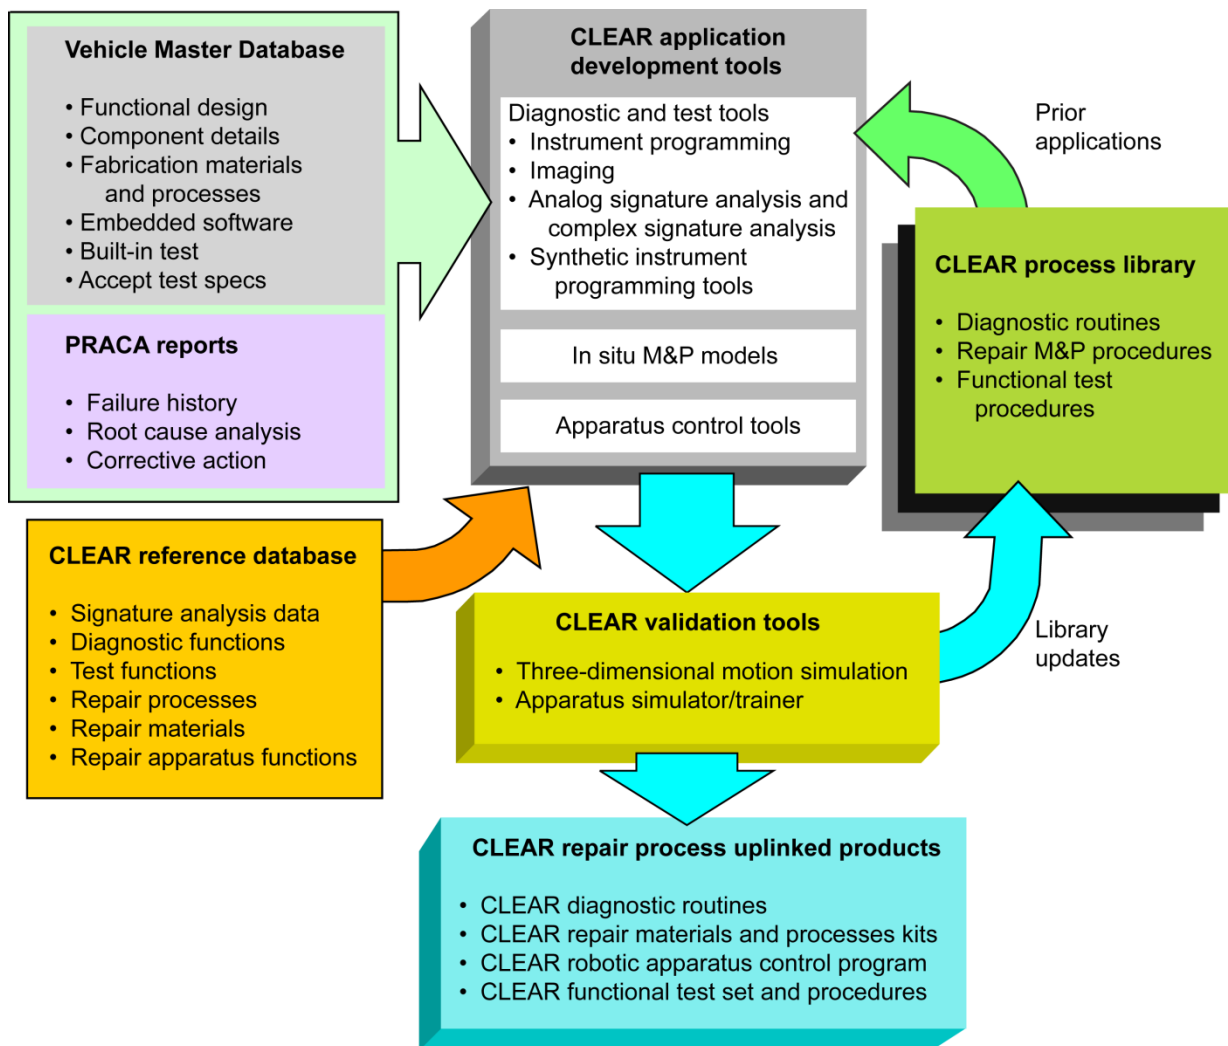 Vehicle Master Database
• Functional design
• Component details
• Fabrication materials
and processes
• Embedded software
• Built-in test
• Accept test specs
PRACA reports
• Failure history
• Root cause analysis
• Corrective action
CLEAR reference database
• Signature analysis data
• Diagnostic functions
• Test functions
• Repair processes
• Repair materials
• Repair apparatus functions
CLEAR application
development tools
Diagnostic and test tools
• Instrument programming
• Imaging
• Analog signature analysis and
complex signature analysis
• Synthetic instrument
programming tools
In situ M&P models
Apparatus control tools
Prior
applications
CLEAR process library
• Diagnostic routines
• Repair M&P procedures
• Functional test
procedures
Library
updates
CLEAR validation tools
• Three-dimensional motion simulation
• Apparatus simulator/trainer
CLEAR repair process uplinked products
• CLEAR diagnostic routines
• CLEAR repair materials and processes kits
• CLEAR robotic apparatus control program
• CLEAR functional test set and procedures